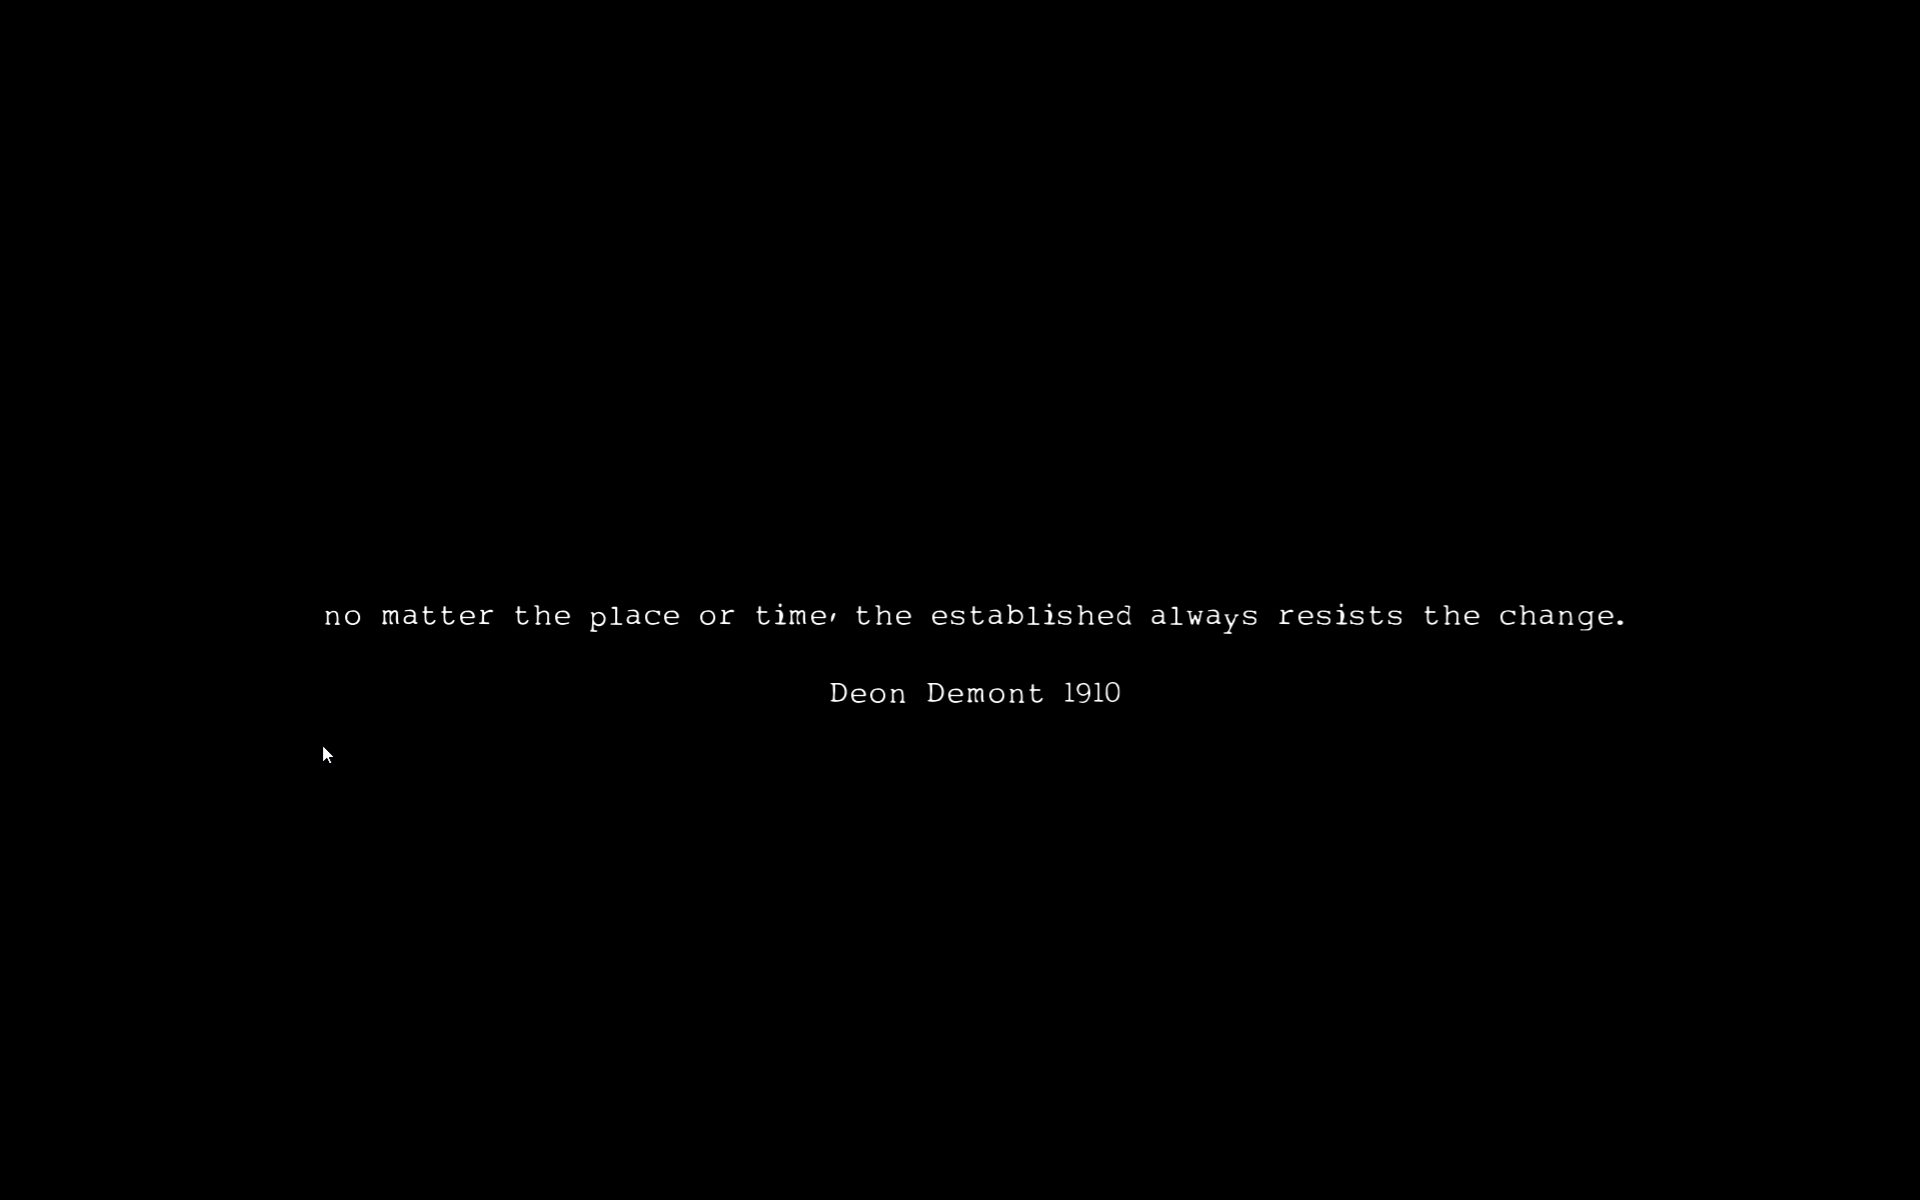 no matter the place or time, the established always resists the change.
Deon Demont 1910